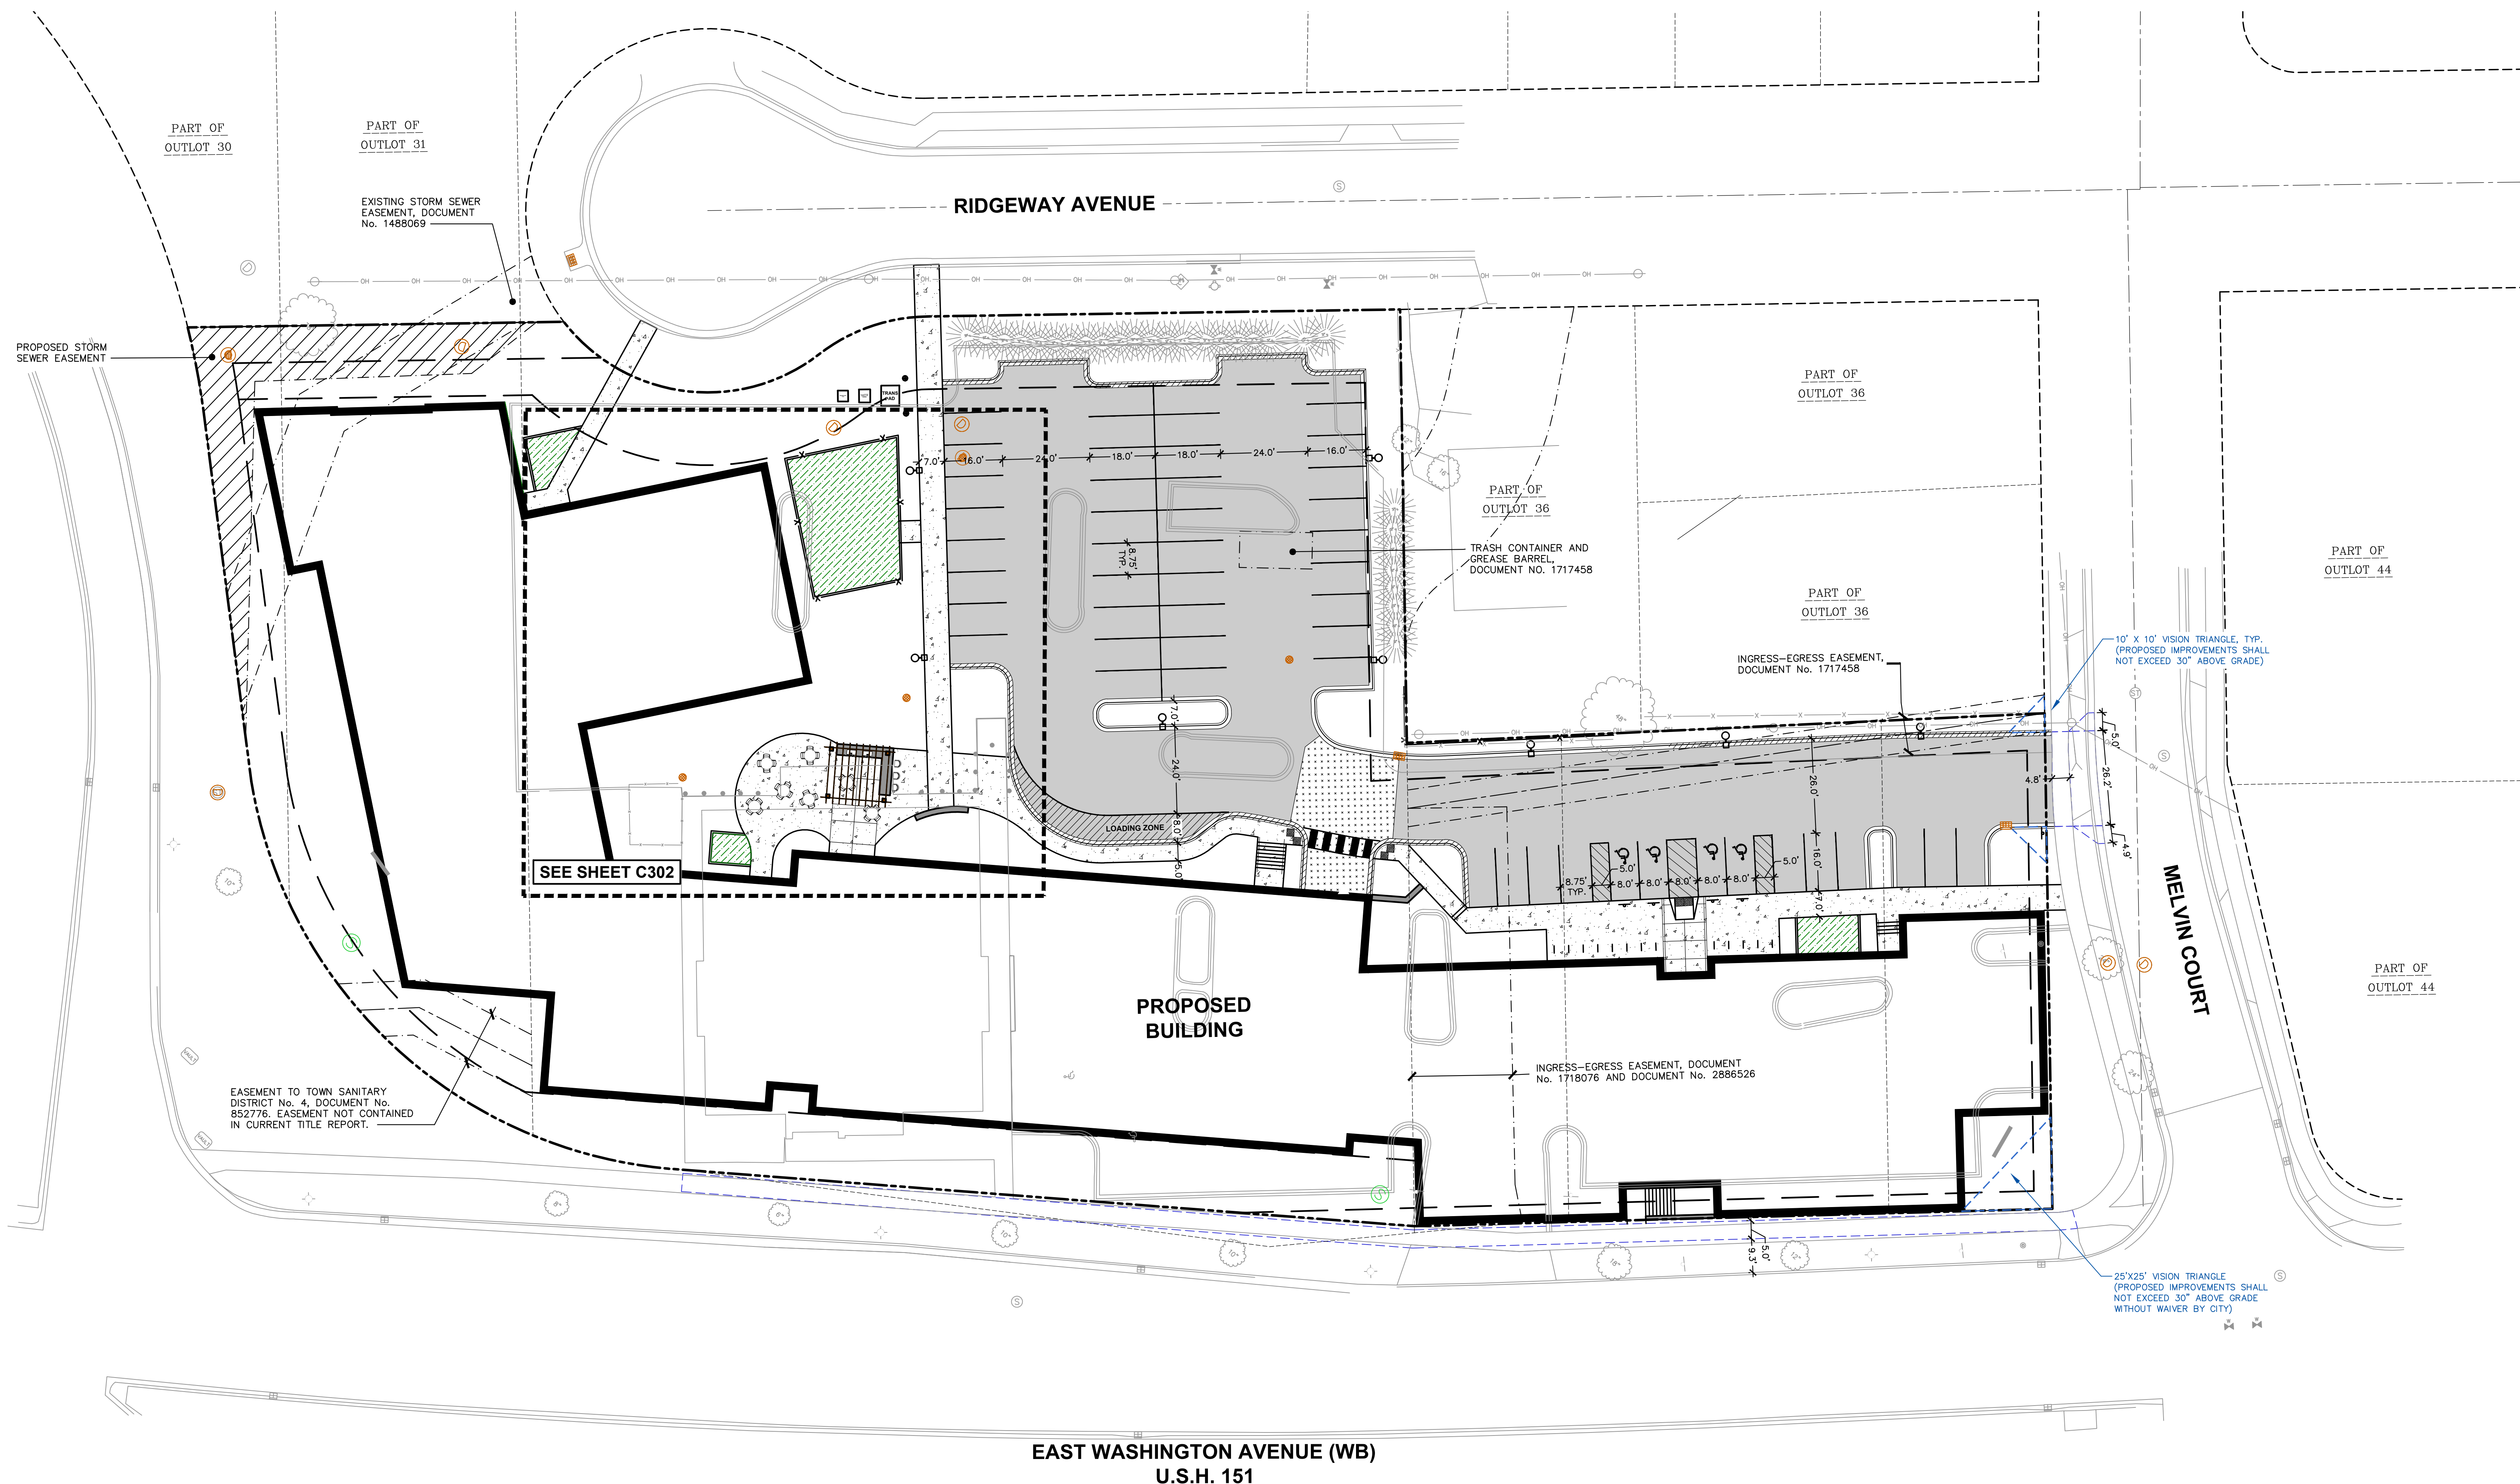 PART OF
OUTLOT 30
PART OF
OUTLOT 31
EXISTING STORM SEWER
EASEMENT, DOCUMENT
No. 1488069
RIDGEWAY AVENUE
PROPOSED STORM
SEWER EASEMENT
TRANS
PAD
PART OF
OUTLOT 36
PART OF
OUTLOT 36
PART OF
OUTLOT 36
PART OF
OUTLOT 44
PART OF
OUTLOT 44
7.0' 16.0' 24.0' 18.0' 18.0' 24.0' 16.0'
8.75'
TYP.
TRASH CONTAINER AND
GREASE BARREL,
DOCUMENT NO. 1717458
INGRESS-EGRESS EASEMENT,
DOCUMENT No. 1717458
10' X 10' VISION TRIANGLE, TYP.
(PROPOSED IMPROVEMENTS SHALL
NOT EXCEED 30" ABOVE GRADE)
7.0'
24.0'
8.0'
5.0'
LOADING ZONE
26.0'
16.0'
7.0'
4.8'
5.0'
26.2'
4.9'
8.75'
TYP.
5.0'
8.0' 8.0' 8.0' 8.0' 8.0'
5.0'
SEE SHEET C302
MELVIN COURT
PROPOSED
BUILDING
INGRESS-EGRESS EASEMENT, DOCUMENT
No. 1718076 AND DOCUMENT No. 2886526
EASEMENT TO TOWN SANITARY
DISTRICT No. 4, DOCUMENT No.
852776. EASEMENT NOT CONTAINED
IN CURRENT TITLE REPORT.
VAULT
VAULT
5.0'
9.3'
25'X25' VISION TRIANGLE
(PROPOSED IMPROVEMENTS SHALL
NOT EXCEED 30" ABOVE GRADE
WITHOUT WAIVER BY CITY)
EAST WASHINGTON AVENUE (WB)
U.S.H. 151